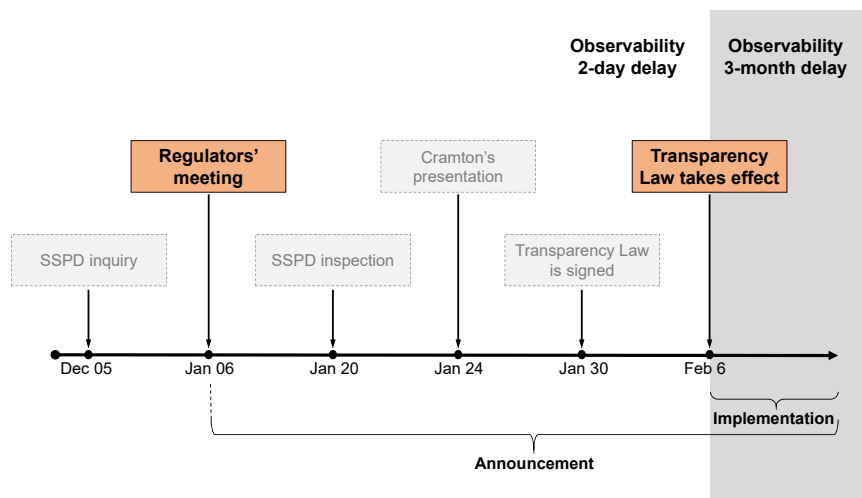 Observability
2-day delay
Observability
3-month delay
Regulators'
meeting
Cramton's
presentation
Transparency
Law takes effect
SSPD inquiry
SSPD inspection
Transparency Law
is signed
Dec 05
Jan 06
Jan 20
Jan 24
Jan 30
Feb 6
Implementation
Announcement